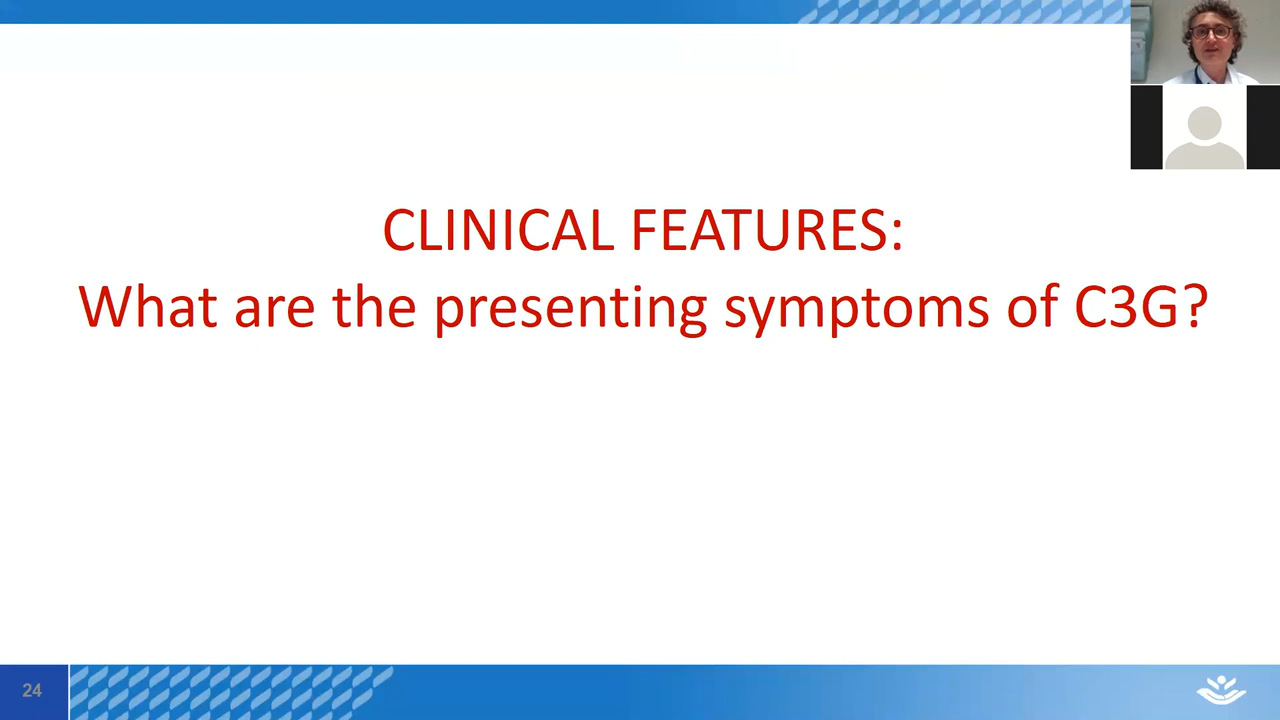 CLINICAL FEATURES:
What are the presenting symptoms of C3G?
24